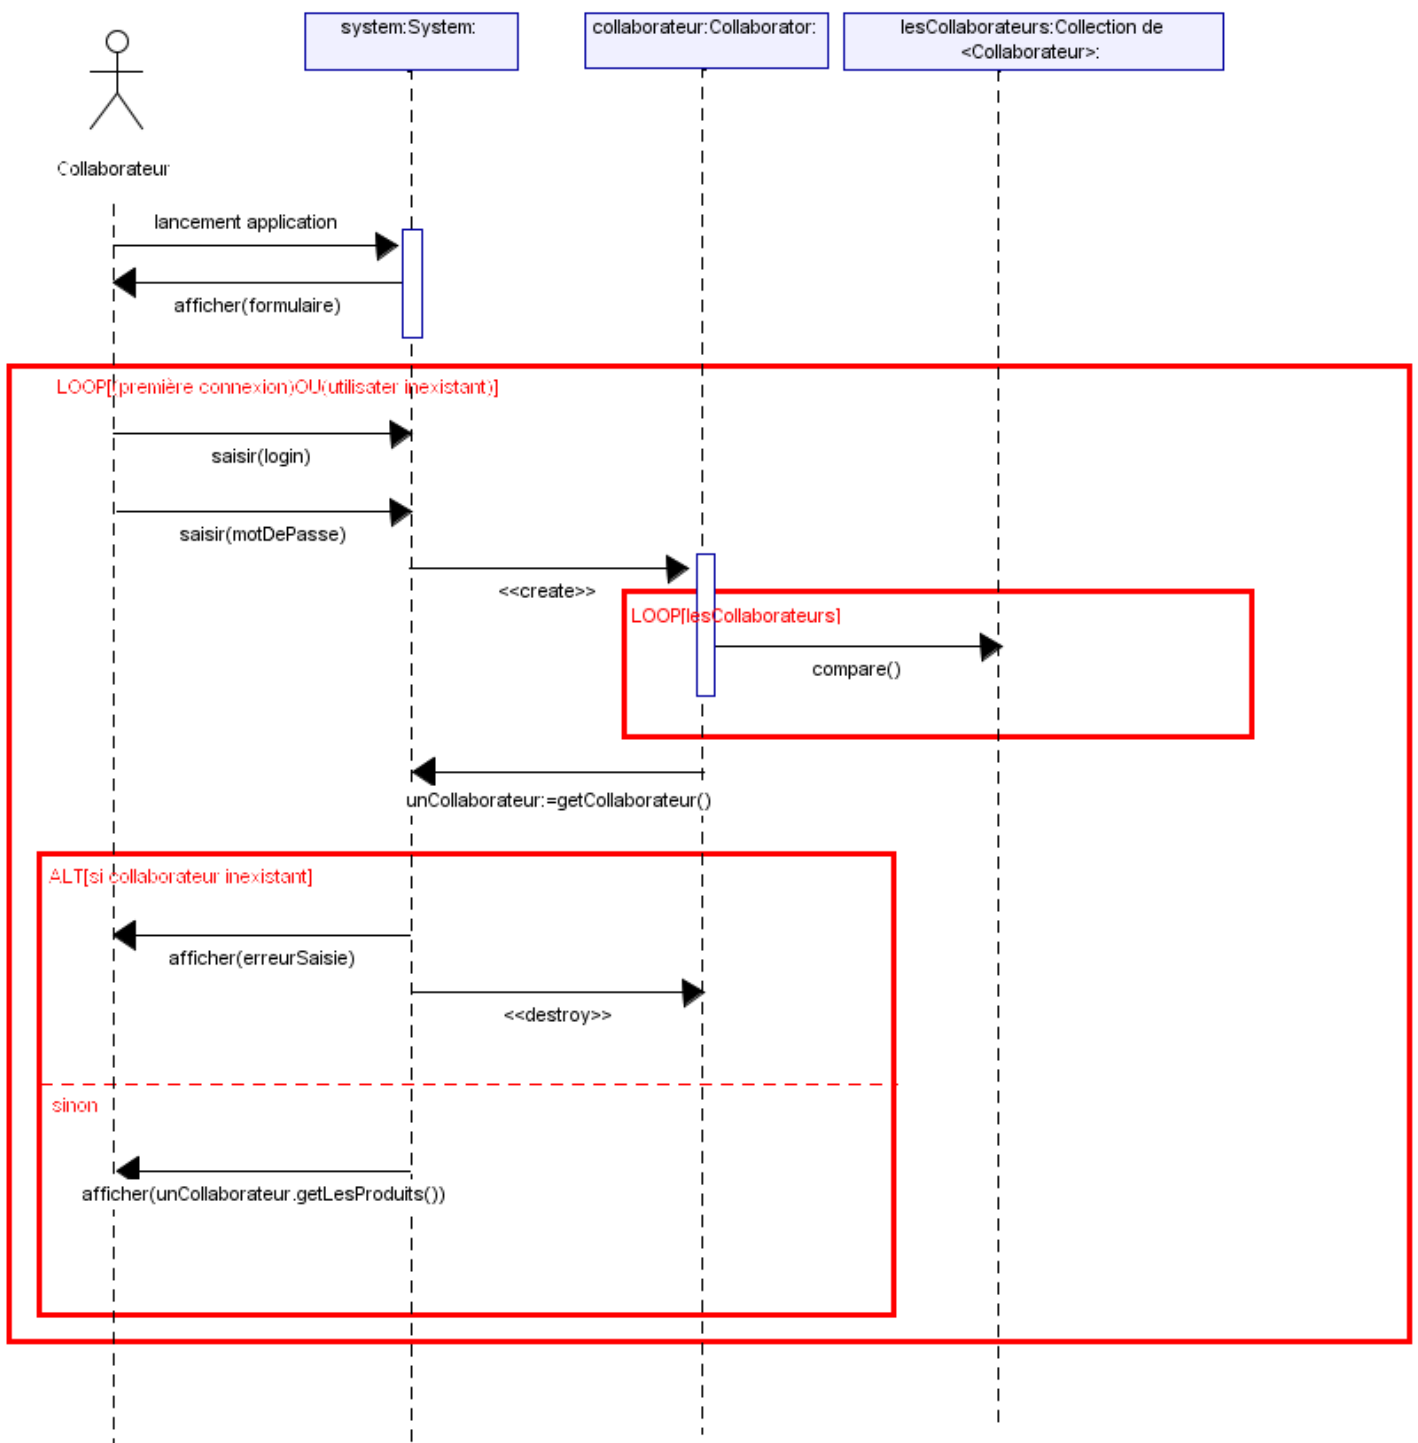 system:System:
collaborateur:Collaborator:
lesCollaborateurs:Collection de
<Collaborateur>:
Collaborateur
lancement application
afficher(formulaire)
LOOP[(première connexion)OU(utilisater inexistant)]
saisir(login)
saisir(motDePasse)
<<create>>
LOOP[lesCollaborateurs]
compare()
unCollaborateur:=getCollaborateur()
ALT[si collaborateur inexistant]
afficher(erreurSaisie)
<<destroy>>
sinon
afficher(unCollaborateur.getLesProduits())